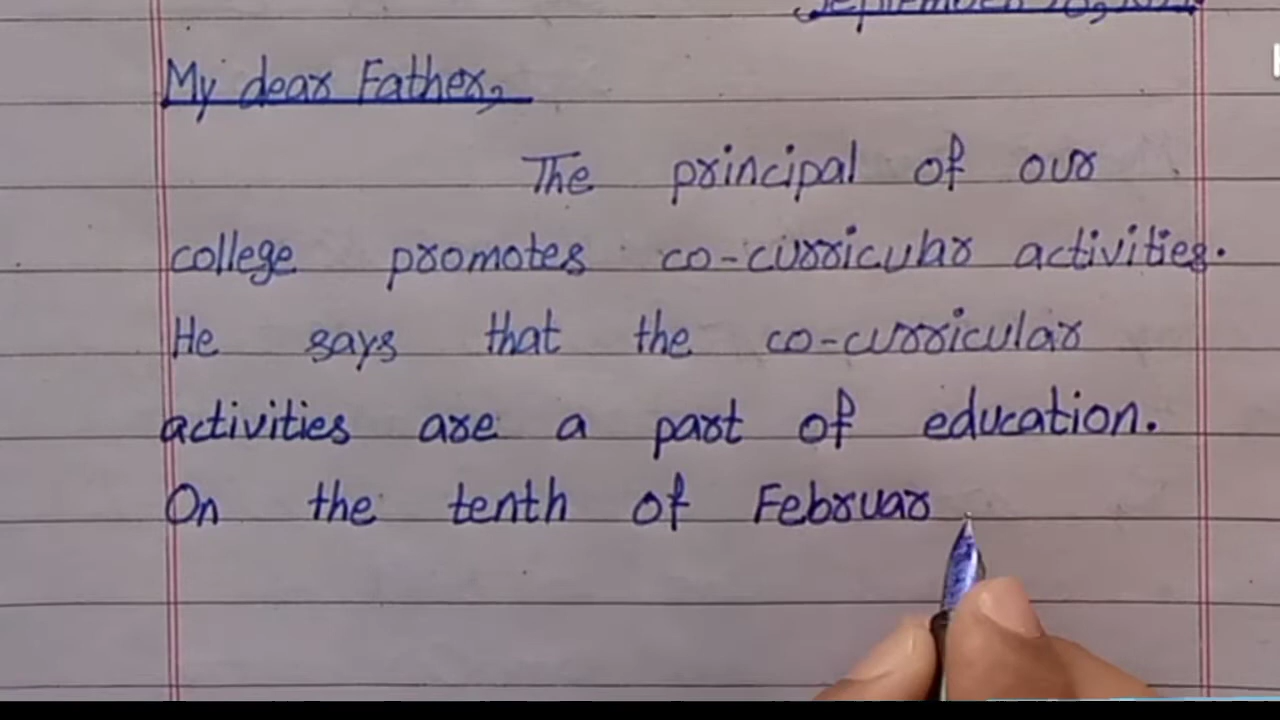 September
My dear Father,
The principal of our
college promotes co-curricular activities.
He says that the co-curricular
activities are a part of education.
On the tenth of Februar